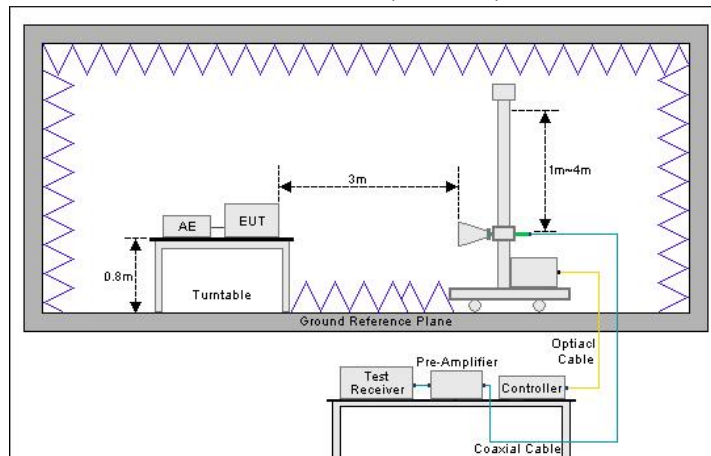 3m
1m~4m
AE
EUT
0.8m
Turntable
Ground Reference Plane
Optiacl
Cable
Pre-Amplifier
Test
Receiver
Controller
Coaxial Cable